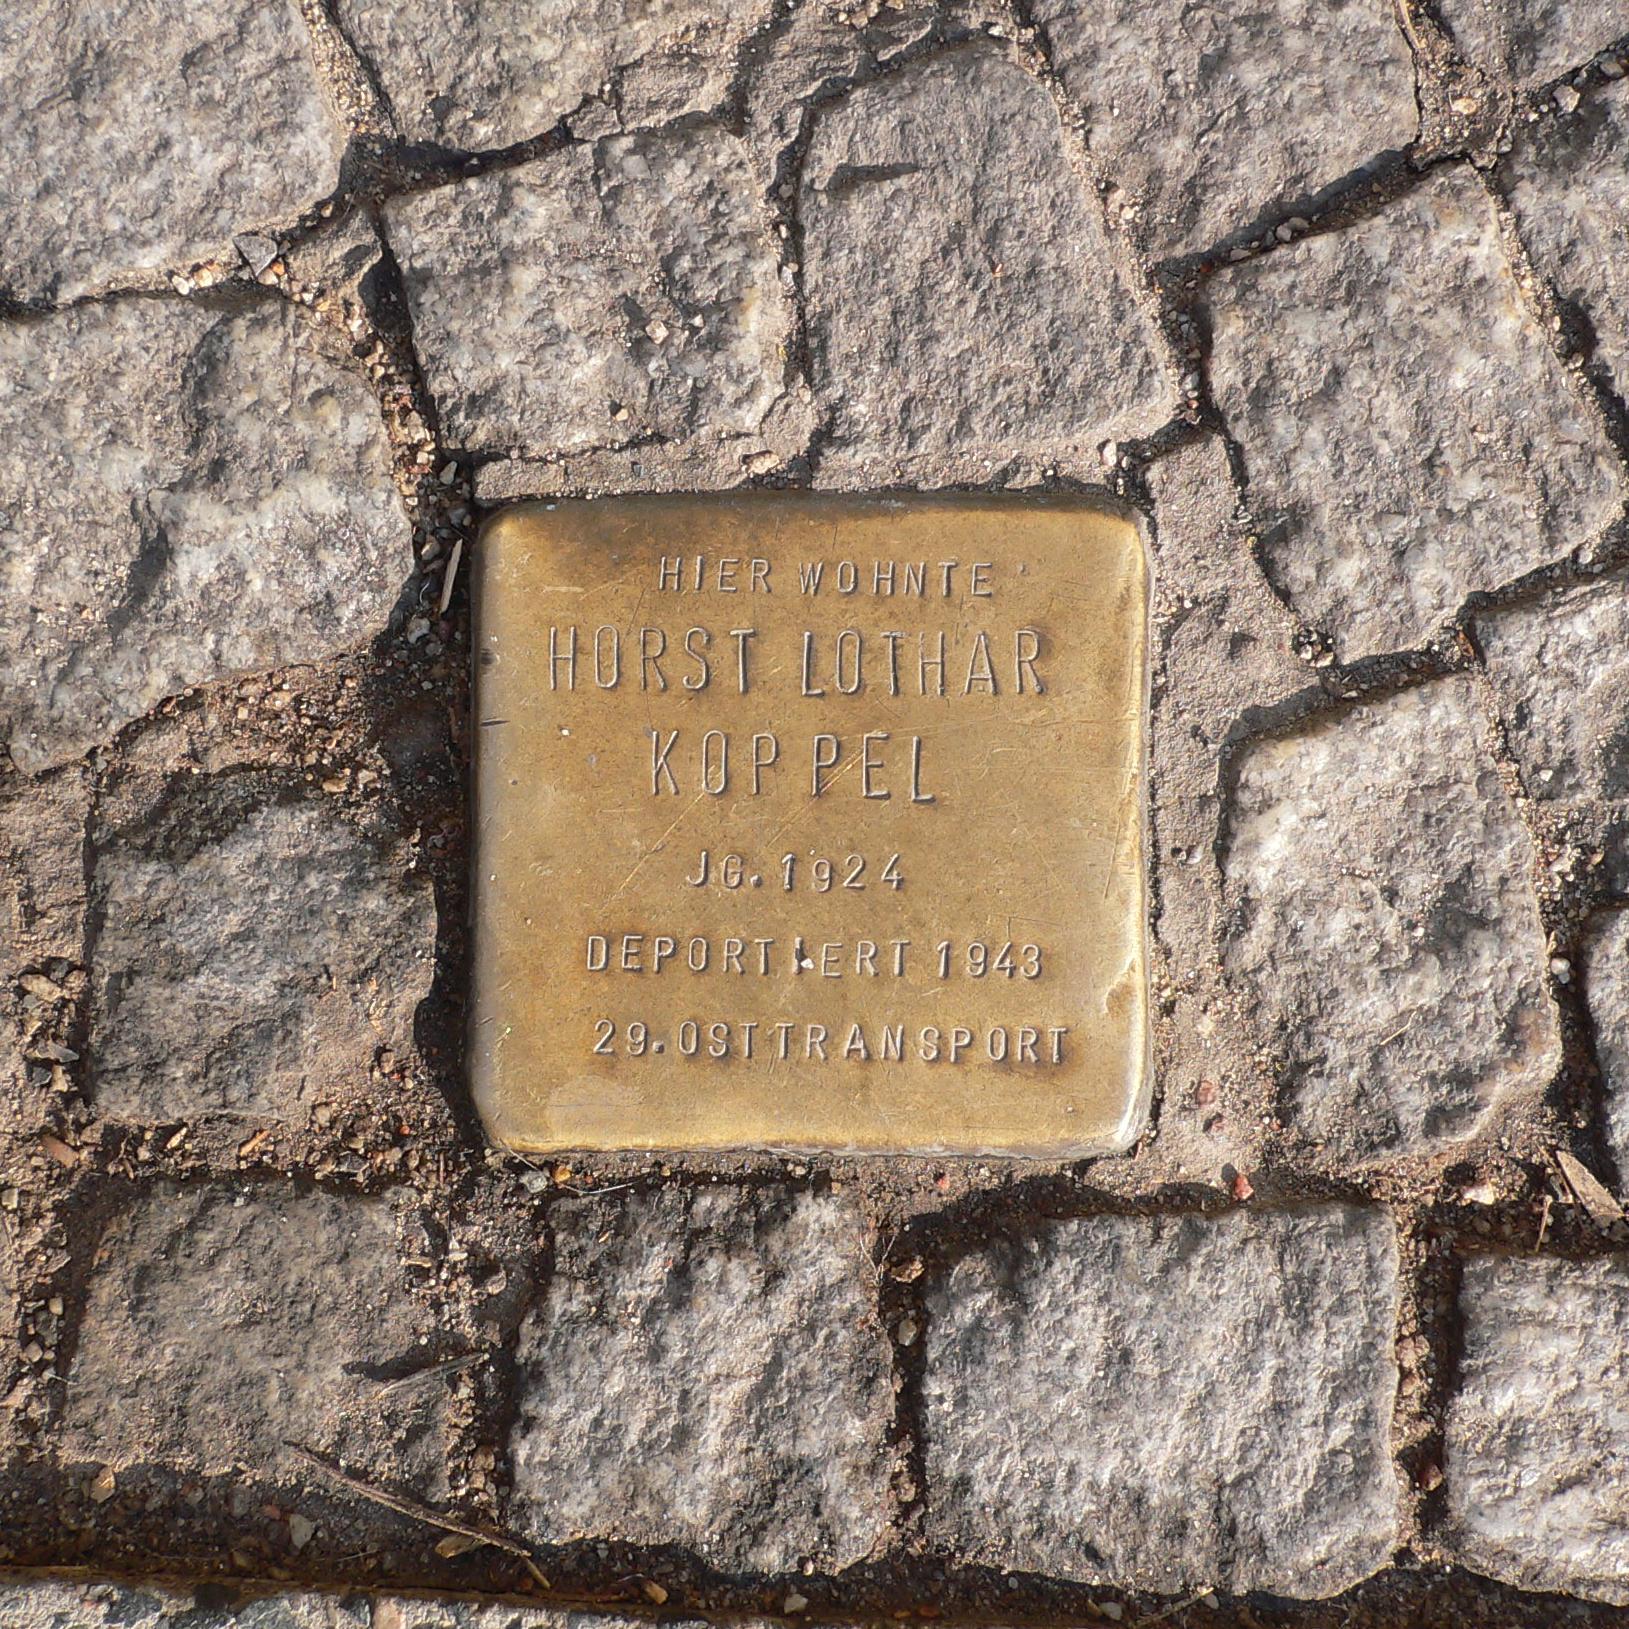 HIER WOHNTE
HORST LOTHAR
KOPPEL
JG. 1924
DEPORTIERT 1943
29. OSTTRANSPORT